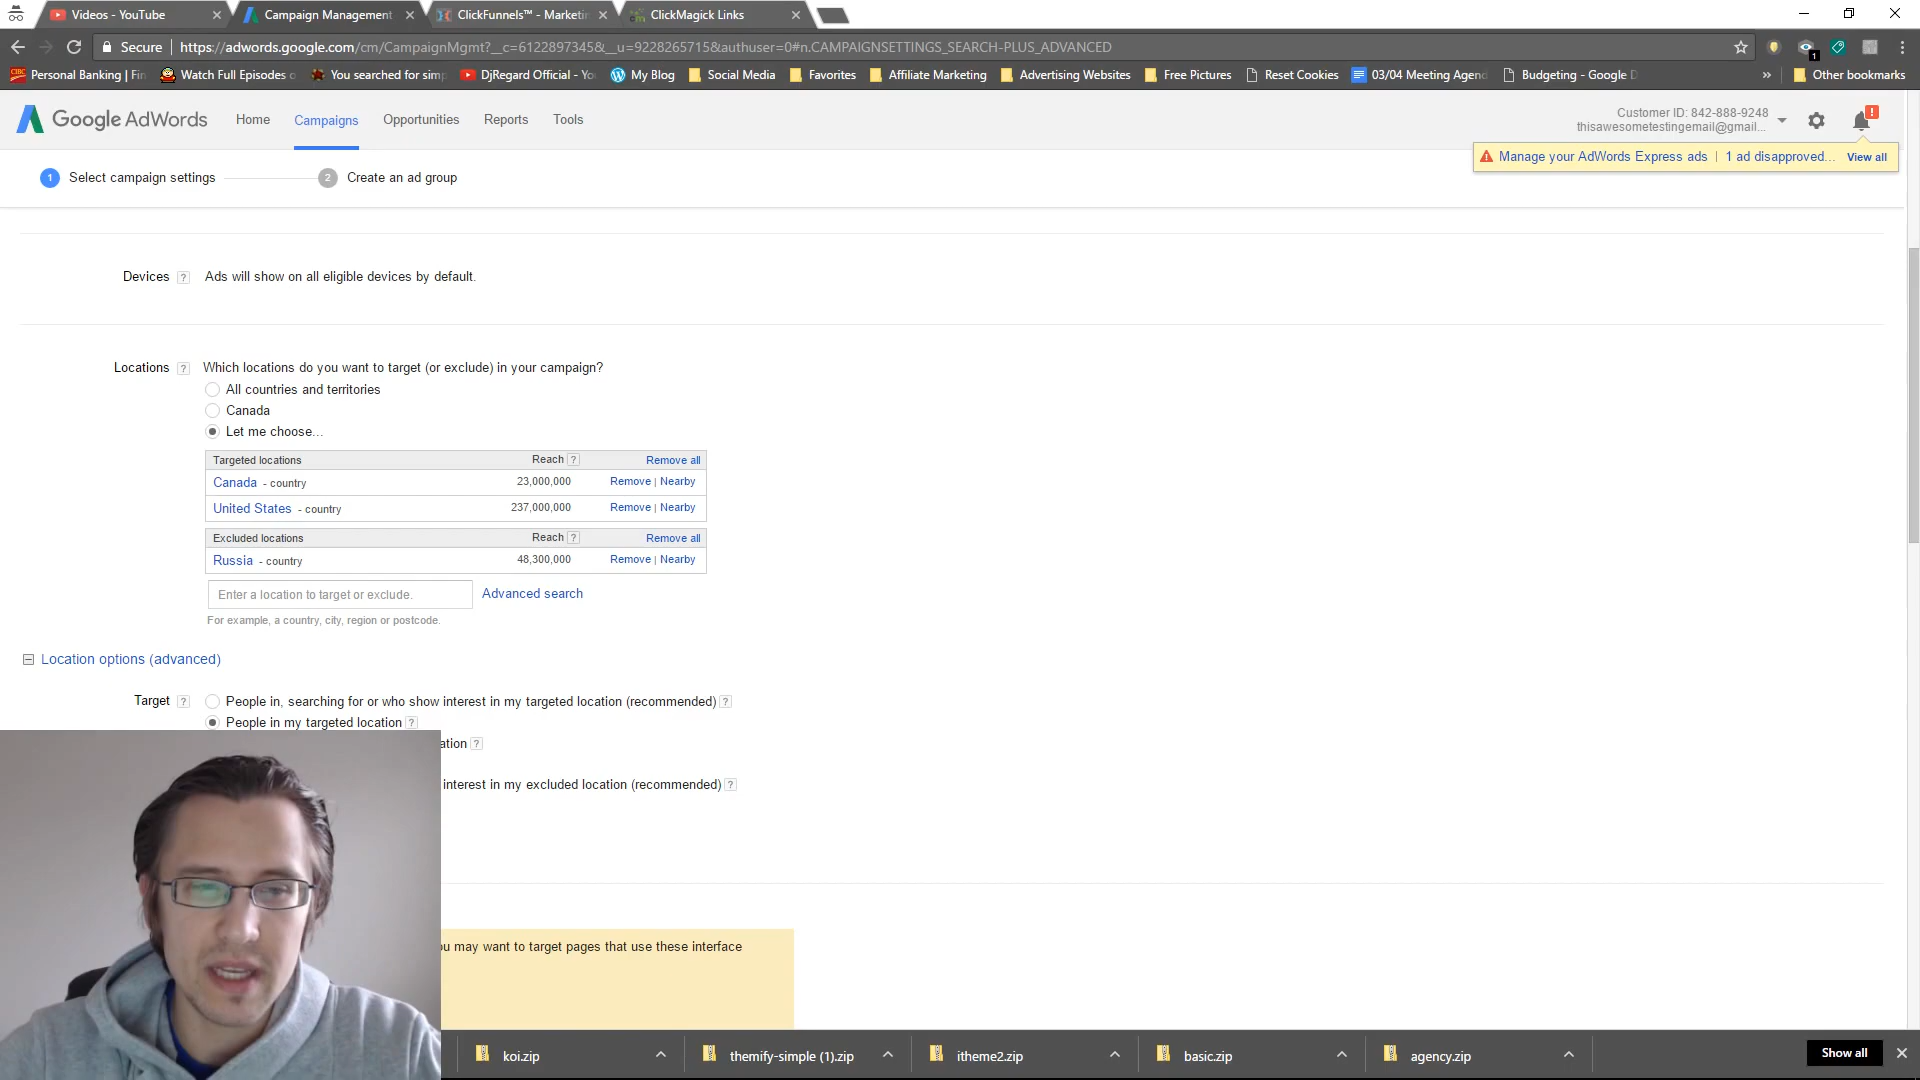 Videos - YouTube
Campaign Management
ClickFunnels™ - Marketin
ClickMagick Links
Secure
https://adwords.google.com/cm/CampaignMgmt?__c=6122897345&__u=9228265715&authuser=0#n.CAMPAIGNSETTINGS_SEARCH-PLUS_ADVANCED
1
Personal Banking | Fin
Watch Full Episodes o
You searched for simp
DjRegard Official - Yo
My Blog
Social Media
Favorites
Affiliate Marketing
Advertising Websites
Free Pictures
Reset Cookies
03/04 Meeting Agend
Budgeting - Google D
»
Other bookmarks
Google AdWords
Home
Campaigns
Opportunities
Reports
Tools
Customer ID: 842-888-9248
thisawesometestingemail@gmail...
!
Manage your AdWords Express ads | 1 ad disapproved... View all
1 Select campaign settings
2 Create an ad group
Devices ? Ads will show on all eligible devices by default.
Locations ? Which locations do you want to target (or exclude) in your campaign?
All countries and territories
Canada
Let me choose...
Targeted locations Reach ? Remove all
Canada - country 23,000,000 Remove | Nearby
United States - country 237,000,000 Remove | Nearby
Excluded locations Reach ? Remove all
Russia - country 48,300,000 Remove | Nearby
Enter a location to target or exclude. Advanced search
For example, a country, city, region or postcode.
Location options (advanced)
Target ? People in, searching for or who show interest in my targeted location (recommended) ?
People in my targeted location ?
ation ?
interest in my excluded location (recommended) ?
u may want to target pages that use these interface
koi.zip
themify-simple (1).zip
itheme2.zip
basic.zip
agency.zip
Show all